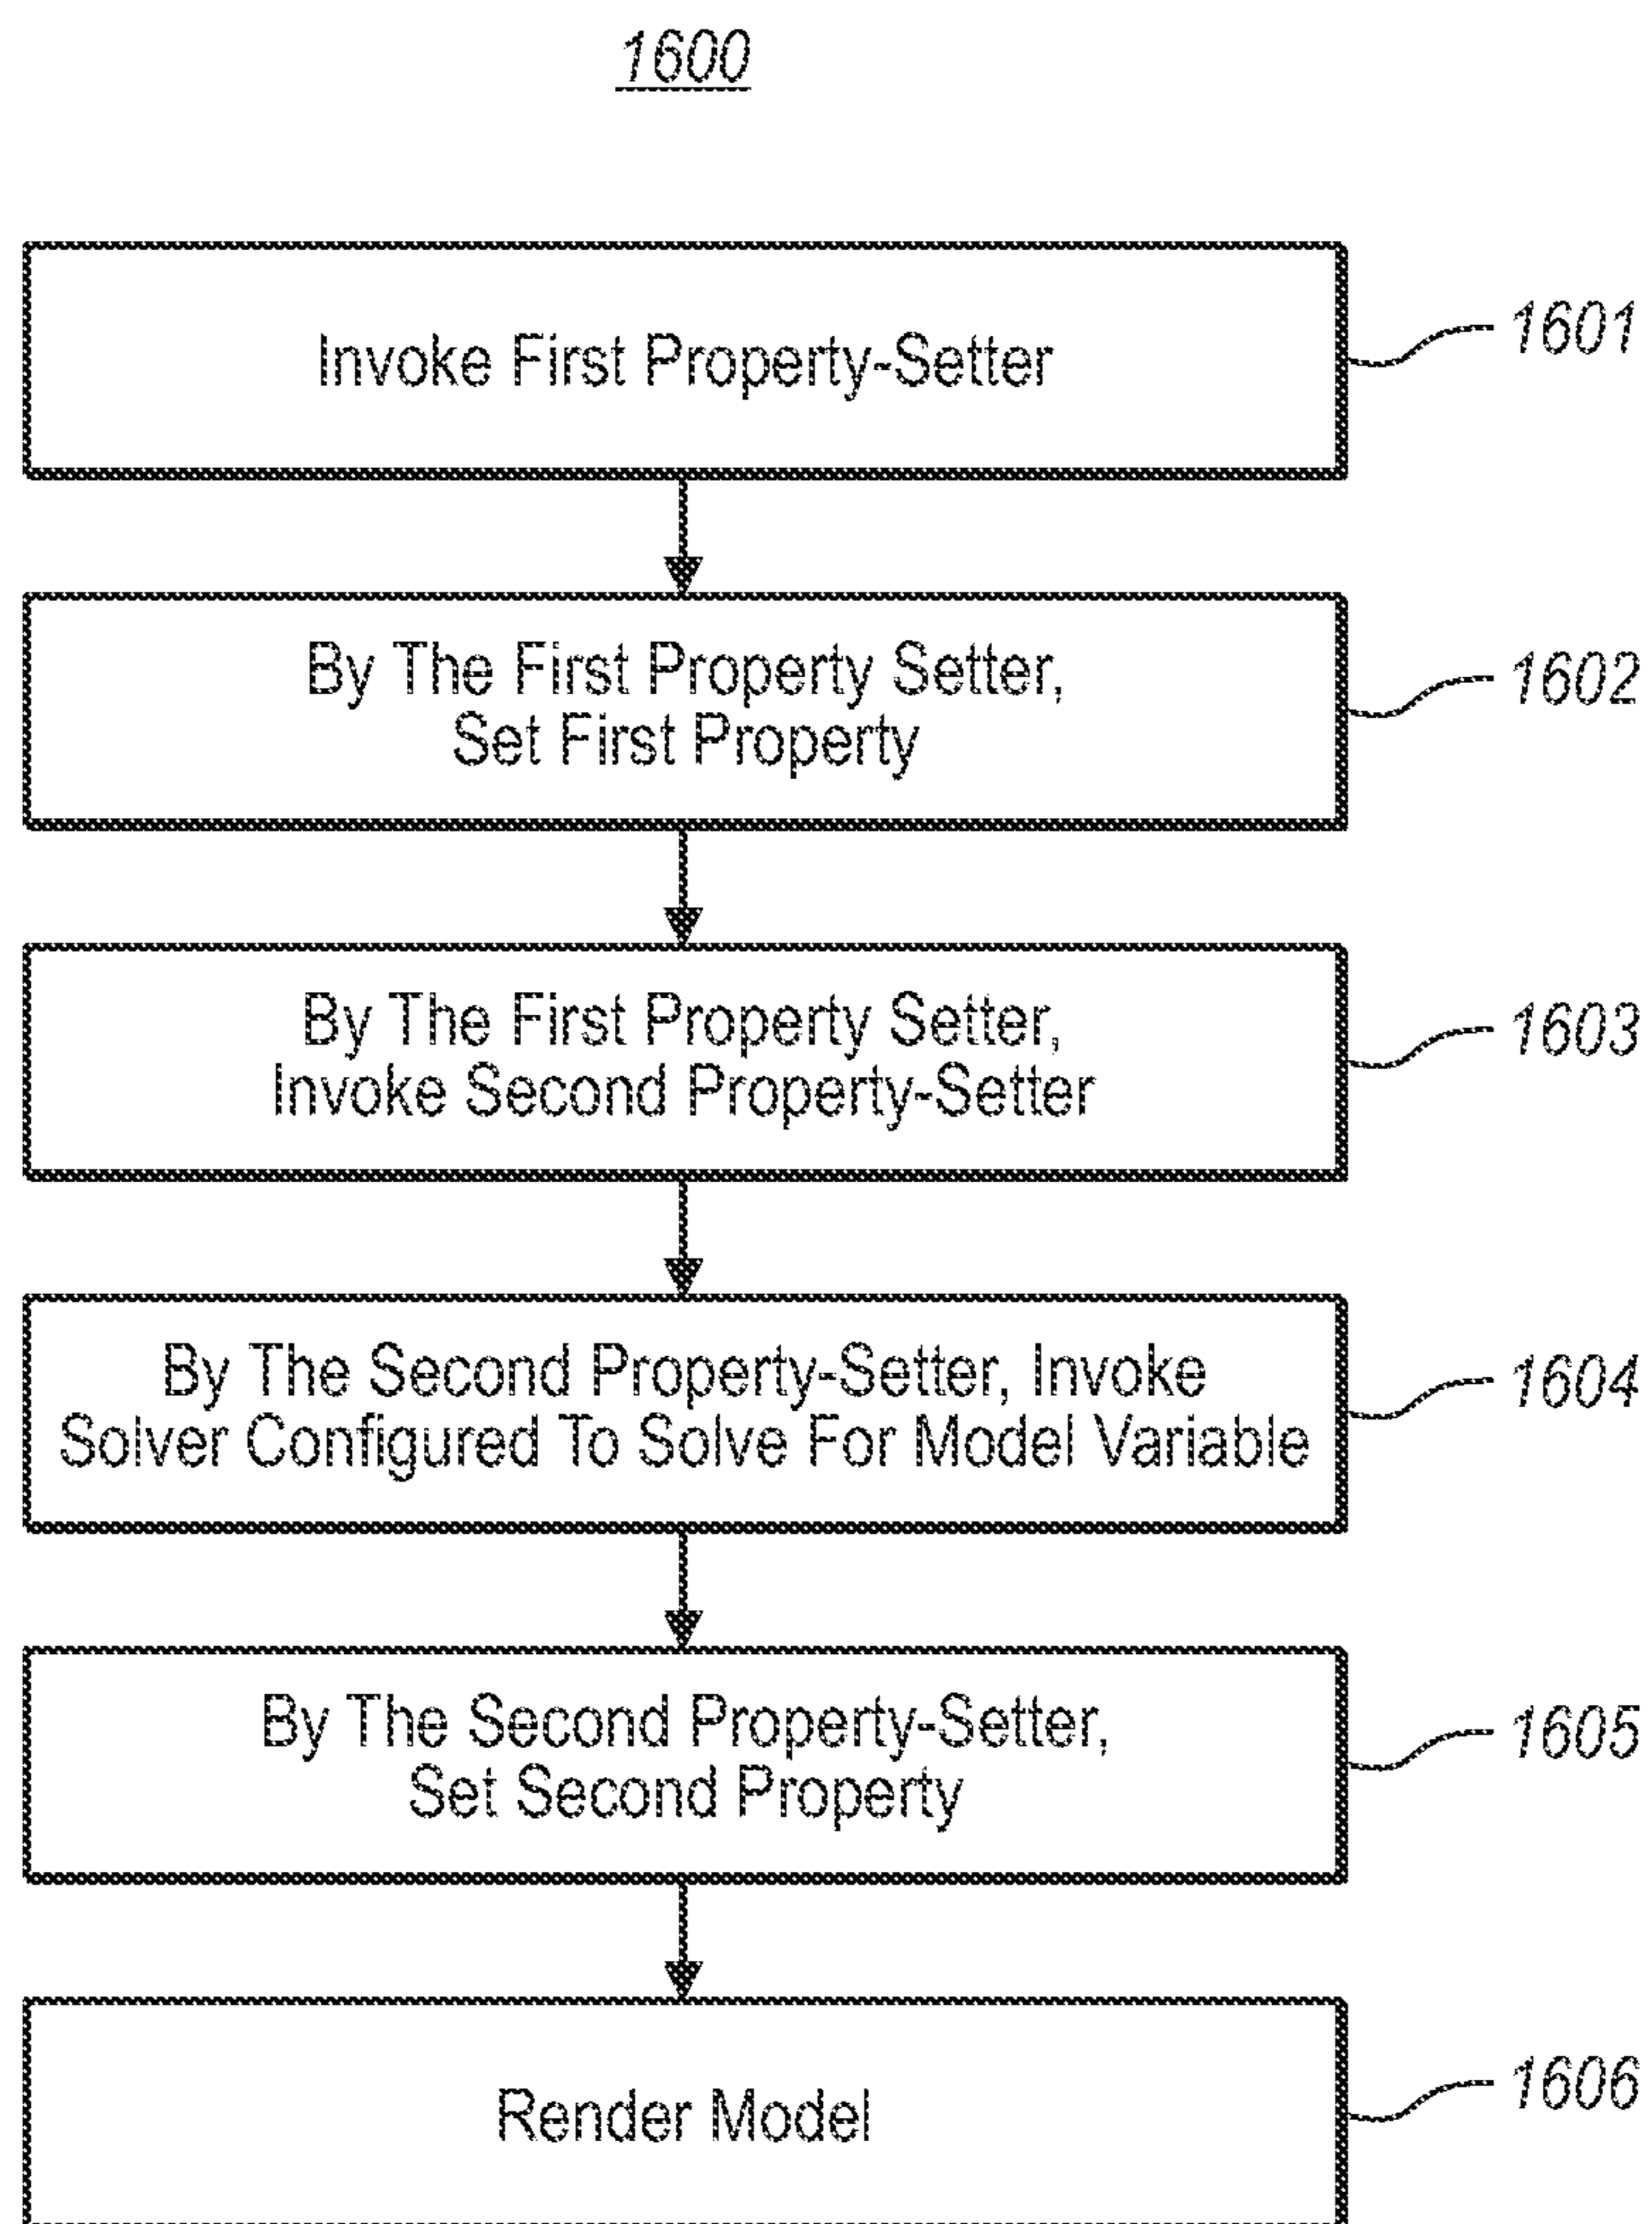 1600
Invoke First Property-Setter
1601
By The First Property Setter,
Set First Property
1602
By The First Property Setter,
Invoke Second Property-Setter
1603
By The Second Property-Setter, Invoke
Solver Configured To Solve For Model Variable
1604
By The Second Property-Setter,
Set Second Property
1605
Render Model
1606